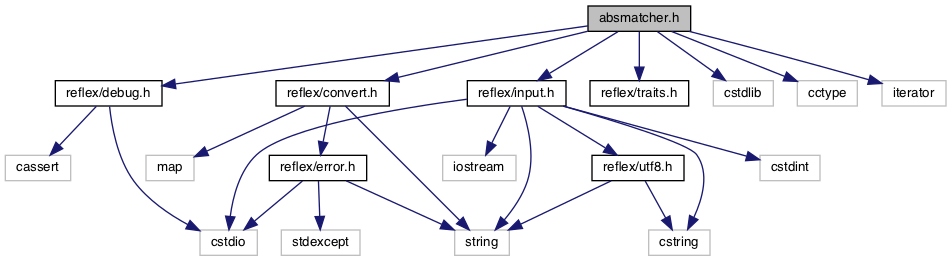 absmatcher.h
reflex/debug.h
reflex/convert.h
reflex/input.h
reflex/traits.h
cstdlib
cctype
iterator
cassert
map
reflex/error.h
iostream
reflex/utf8.h
cstdint
cstdio
stdexcept
string
cstring